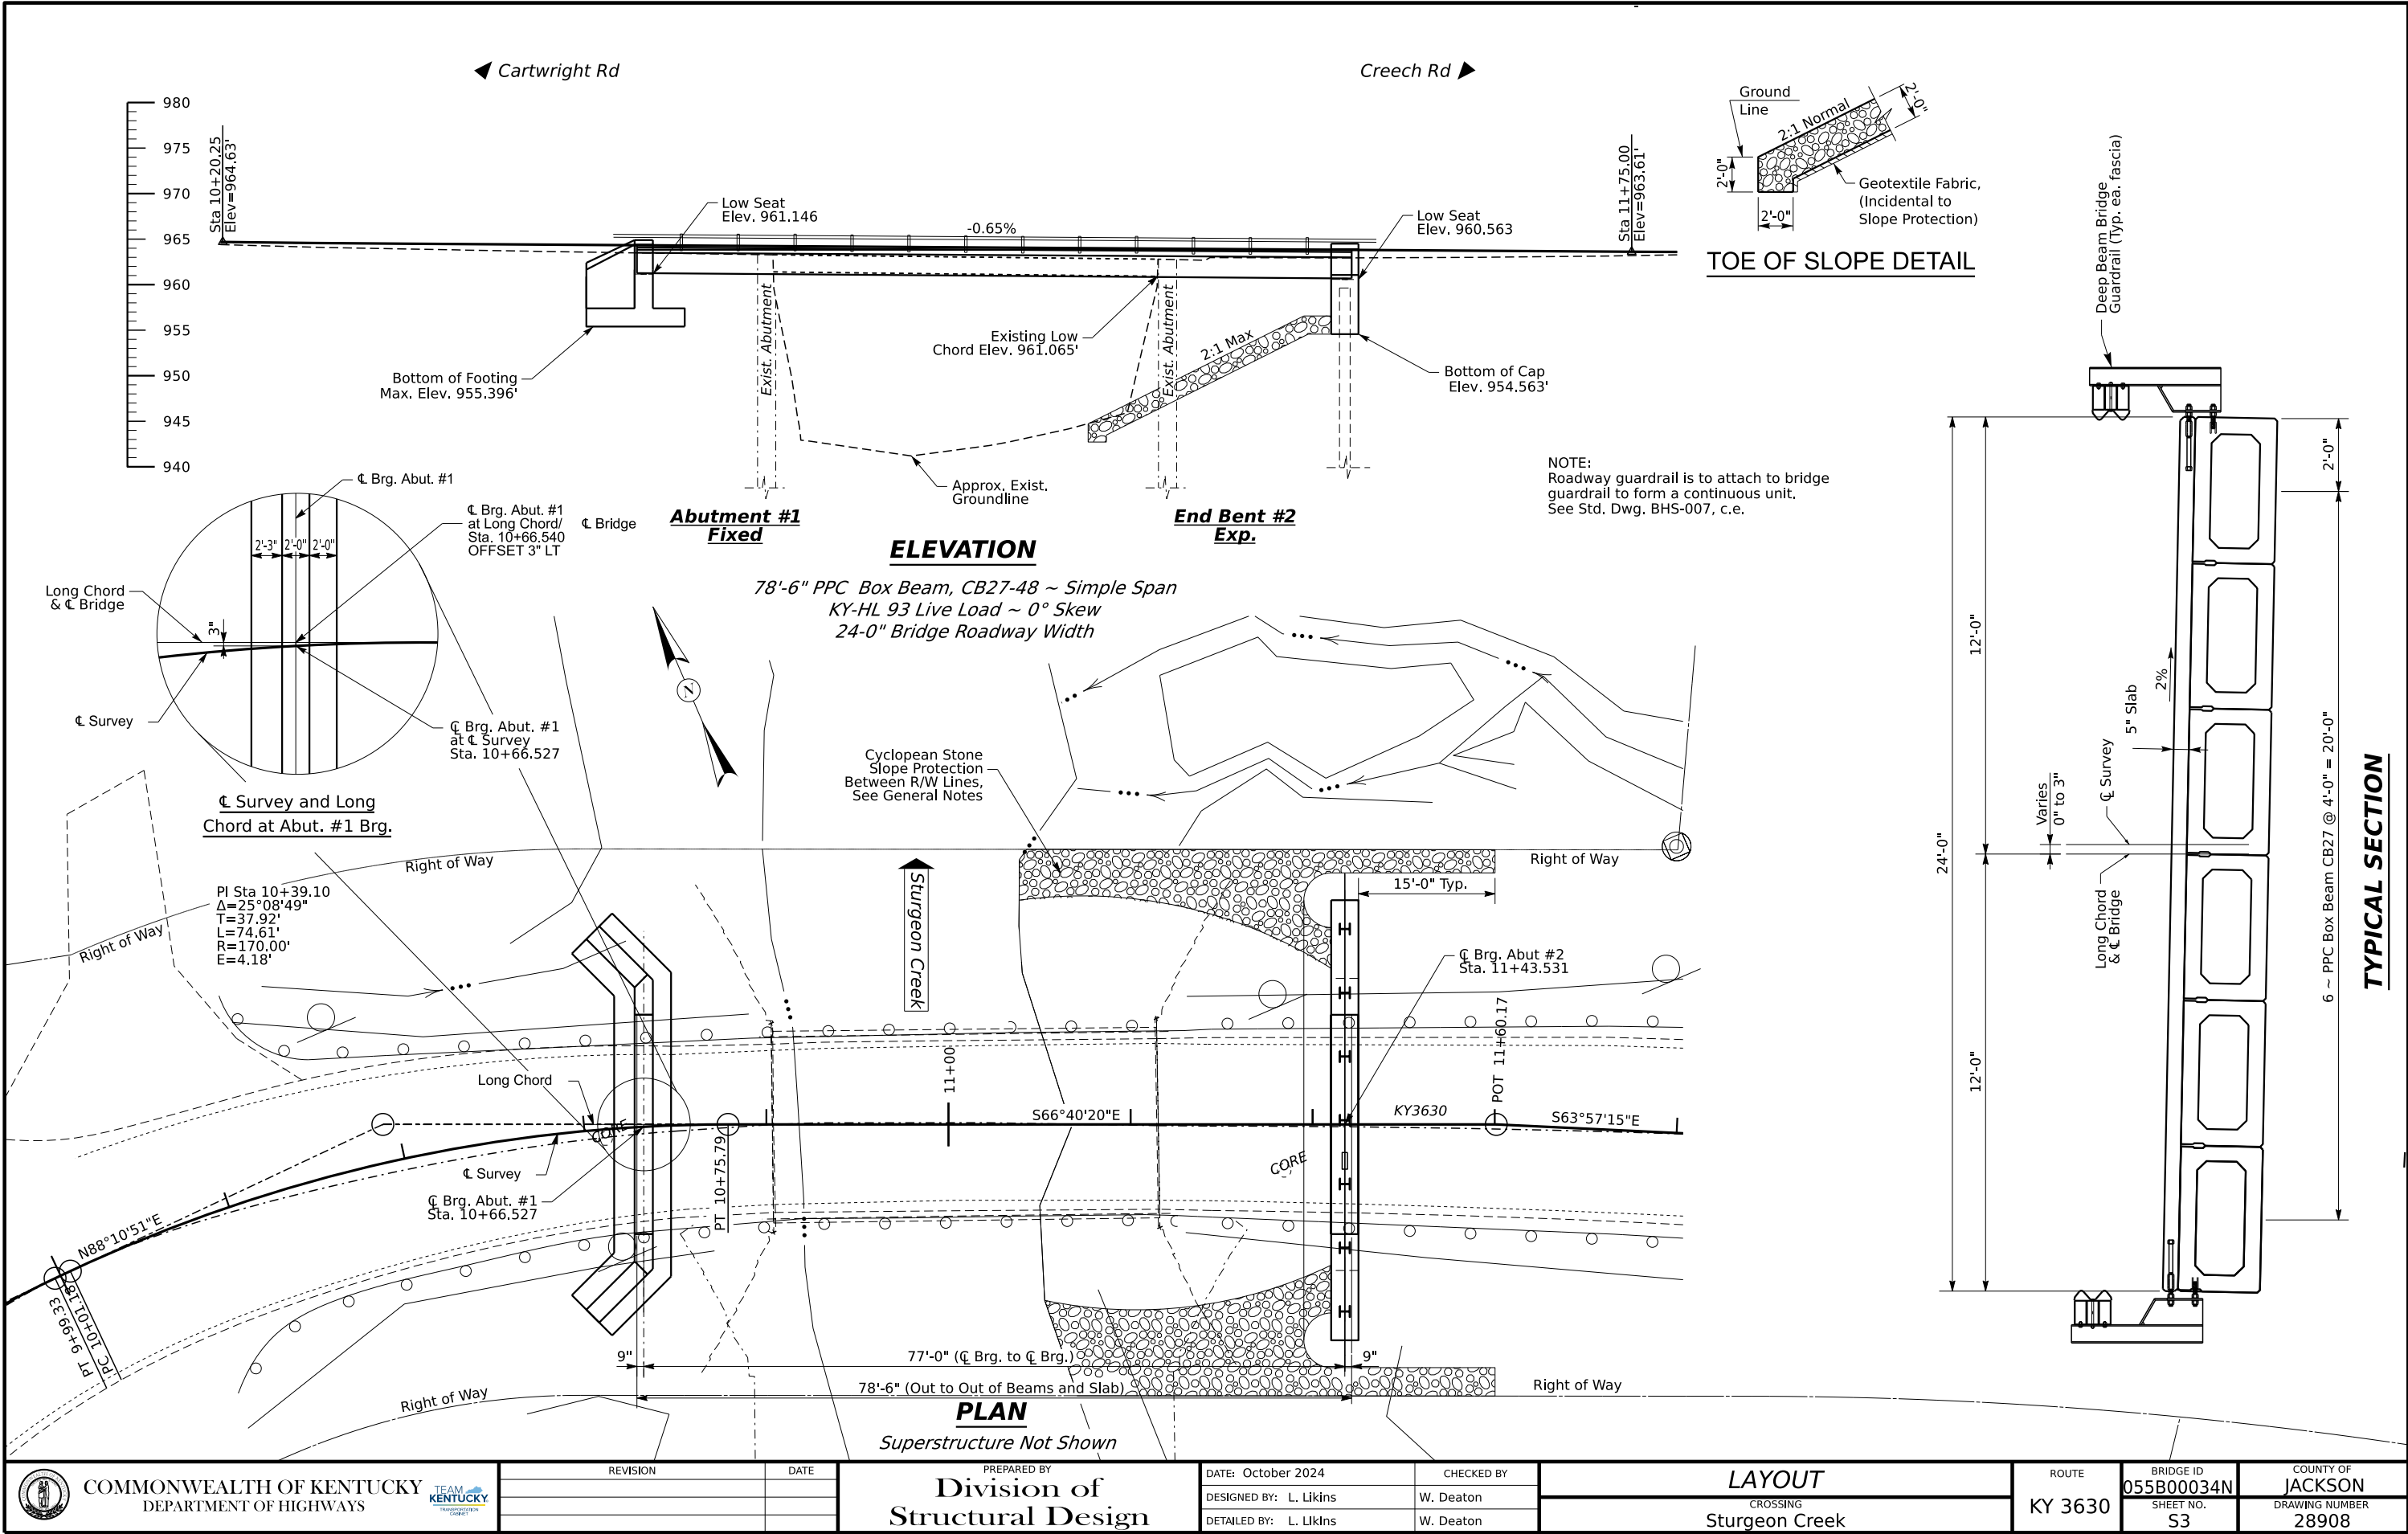 Cartwright Rd
Creech Rd
980
975
970
965
960
955
950
945
940
Sta 10+20.25
Elev=964.63'
Low Seat
Elev. 961.146
-0.65%
Low Seat
Elev. 960.563
Sta 11+75.00
Elev=963.61'
Exist. Abutment
Exist. Abutment
Existing Low
Chord Elev. 961.065'
2:1 Max
Bottom of Footing
Max. Elev. 955.396'
Bottom of Cap
Elev. 954.563'
Approx. Exist.
Groundline
Abutment #1
Fixed
End Bent #2
Exp.
ELEVATION
78'-6" PPC Box Beam, CB27-48 ~ Simple Span
KY-HL 93 Live Load ~ 0° Skew
24-0" Bridge Roadway Width
Ground
Line
2:1 Normal
2'-0"
2'-0"
2'-0"
Geotextile Fabric,
(Incidental to
Slope Protection)
TOE OF SLOPE DETAIL
NOTE:
Roadway guardrail is to attach to bridge
guardrail to form a continuous unit.
See Std. Dwg. BHS-007, c.e.
℄ Brg. Abut. #1
℄ Brg. Abut. #1
at Long Chord/
Sta. 10+66.540
OFFSET 3" LT
℄ Bridge
2'-3"
2'-0"
2'-0"
Long Chord
& ℄ Bridge
3"
℄ Survey
℄ Brg. Abut. #1
at ℄ Survey
Sta. 10+66.527
℄ Survey and Long
Chord at Abut. #1 Brg.
N
Cyclopean Stone
Slope Protection
Between R/W Lines,
See General Notes
Right of Way
Right of Way
Right of Way
PI Sta 10+39.10
Δ=25°08'49"
T=37.92'
L=74.61'
R=170.00'
E=4.18'
Sturgeon Creek
15'-0" Typ.
℄ Brg. Abut #2
Sta. 11+43.531
Long Chord
CORE
11+00
POT 11+60.17
S66°40'20"E
KY3630
S63°57'15"E
℄ Survey
℄ Brg. Abut. #1
Sta. 10+66.527
PT 10+75.79
CORE
N88°10'51"E
PT 9+99.33
PC 10+01.18
9"
77'-0" (℄ Brg. to ℄ Brg.)
9"
78'-6" (Out to Out of Beams and Slab)
Right of Way
Right of Way
PLAN
Superstructure Not Shown
Deep Beam Bridge
Guardrail (Typ. ea. fascia)
2'-0"
12'-0"
24'-0"
12'-0"
2%
5" Slab
℄ Survey
Varies
0" to 3"
Long Chord
& ℄ Bridge
6 ~ PPC Box Beam CB27 @ 4'-0" = 20'-0"
TYPICAL SECTION
COMMONWEALTH OF KENTUCKY
DEPARTMENT OF HIGHWAYS
TEAM
KENTUCKY
TRANSPORTATION
CABINET
REVISION
DATE
PREPARED BY
Division of
Structural Design
DATE: October 2024
CHECKED BY
DESIGNED BY: L. Likins
W. Deaton
DETAILED BY: L. Likins
W. Deaton
LAYOUT
CROSSING
Sturgeon Creek
ROUTE
KY 3630
BRIDGE ID
055B00034N
SHEET NO.
S3
COUNTY OF
JACKSON
DRAWING NUMBER
28908